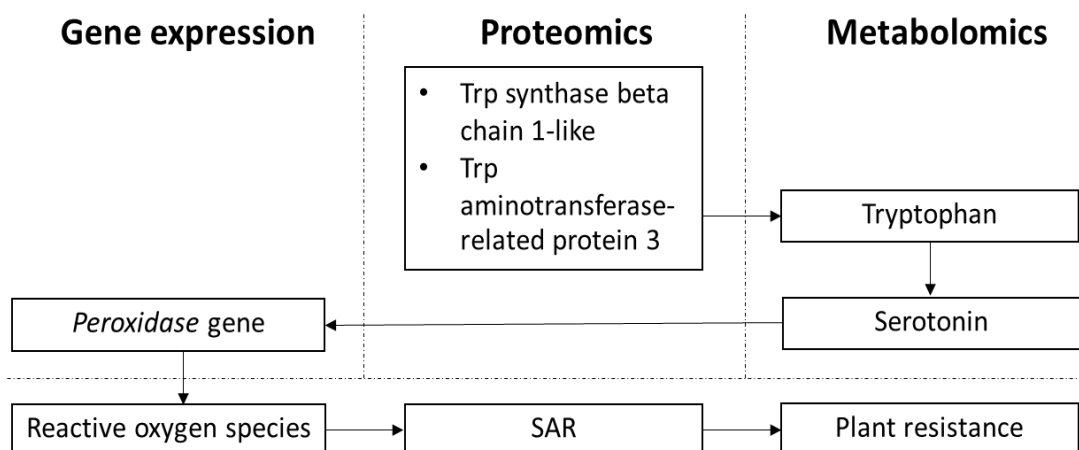 Gene expression
Proteomics
Metabolomics
• Trp synthase beta
chain 1-like
• Trp
aminotransferase-
related protein 3
Tryptophan
Peroxidase gene
Serotonin
Reactive oxygen species
SAR
Plant resistance